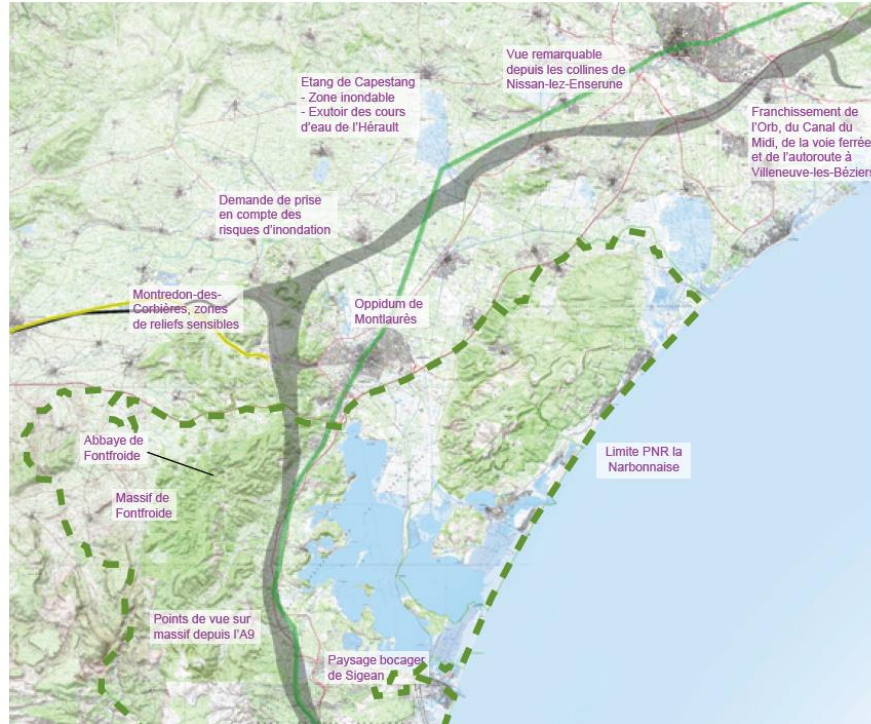 Vue remarquable
depuis les collines de
Nissan-lez-Enserune
Etang de Capestang
- Zone inondable
- Exutoir des cours
d'eau de l'Hérault
Franchissement de
l'Orb, du Canal du
Midi, de la voie ferrée
et de l'autoroute à
Villeneuve-les-Béziers
Demande de prise
en compte des
risques d'inondation
Montredon-des-
Corbières, zones
de reliefs sensibles
Oppidum de
Montlaurès
Abbaye de
Fontfroide
Limite PNR la
Narbonnaise
Massif de
Fontfroide
Points de vue sur
massif depuis l'A9
Paysage bocager
de Sigean